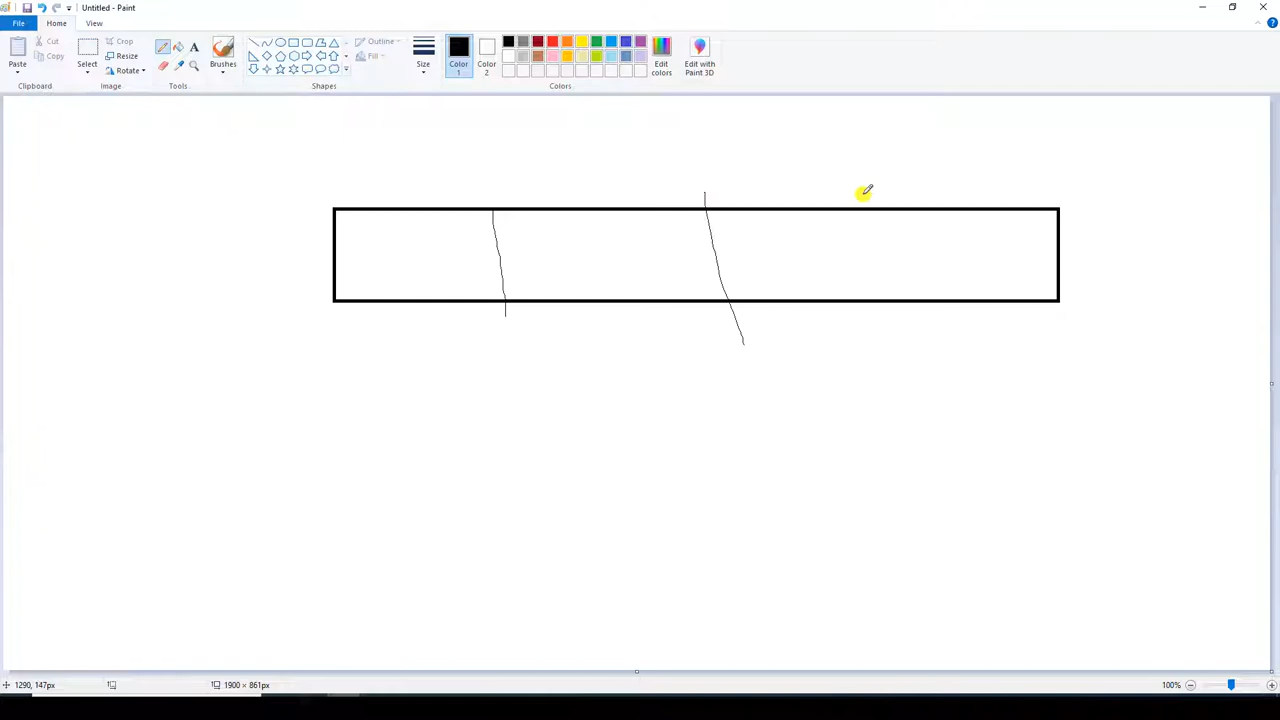 Untitled - Paint
File
Home
View
Paste
Cut
Copy
Clipboard
Select
Crop
Resize
Rotate
Image
A
Tools
Brushes
Outline
Fill
Shapes
Size
Color 1
Color 2
Edit colors
Edit with Paint 3D
Colors
1290, 147px
1900 × 861px
100%